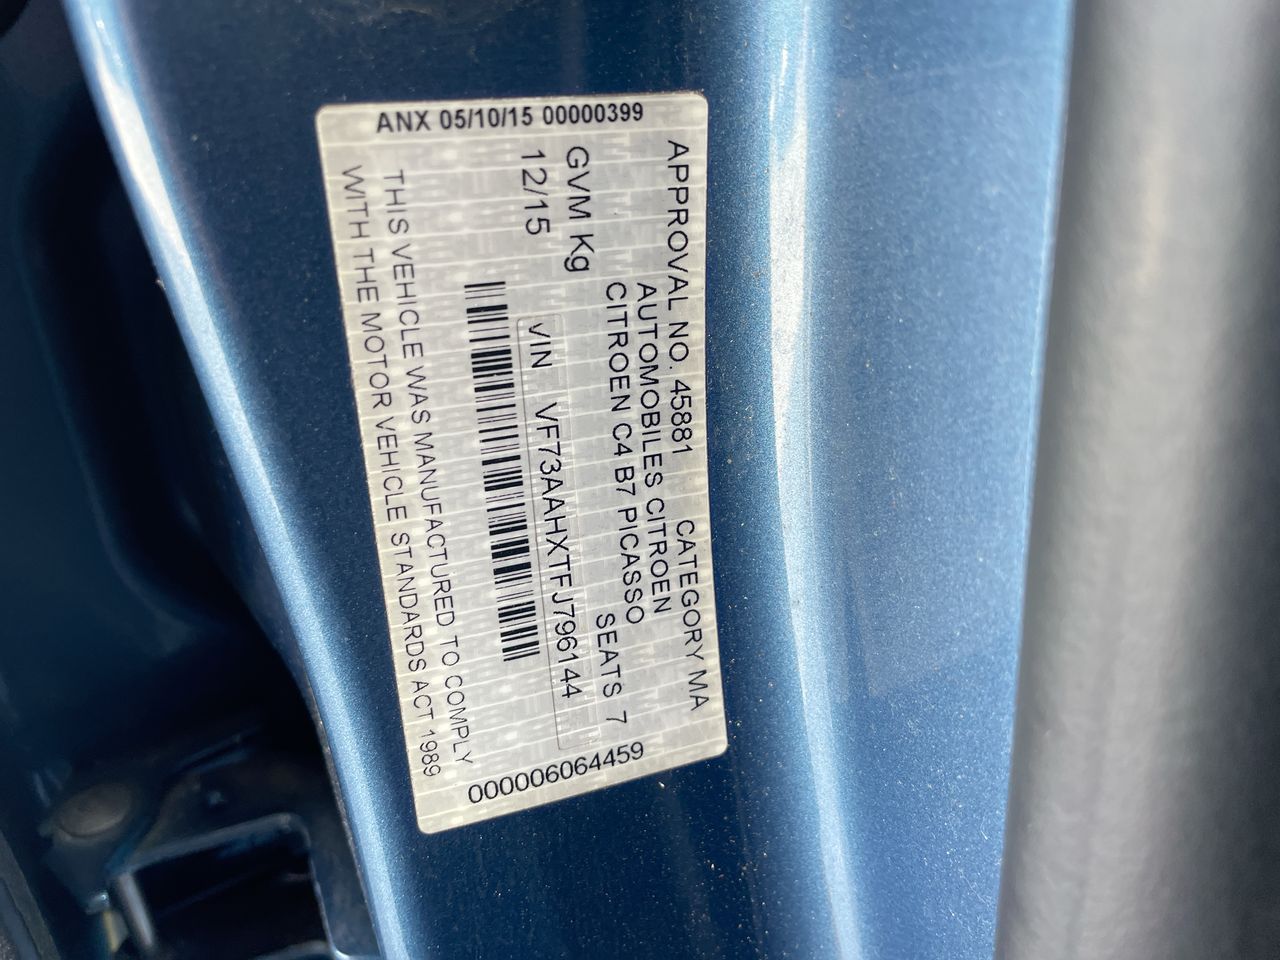 ANX 05/10/15 00000399
APPROVAL NO. 45881 CATEGORY MA
AUTOMOBILES CITROEN
CITROEN C4 B7 PICASSO
GVM Kg SEATS 7
12/15 VIN VF73AAHXTFJ796144
THIS VEHICLE WAS MANUFACTURED TO COMPLY
WITH THE MOTOR VEHICLE STANDARDS ACT 1989
000006064459